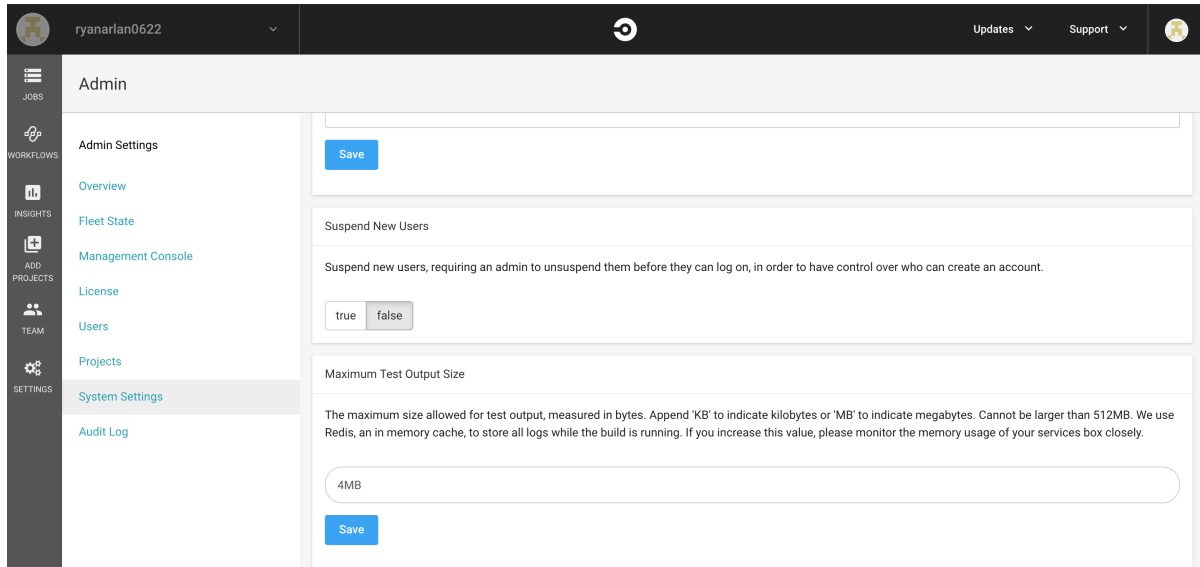 ryanarlan0622
Updates
Support
JOBS
WORKFLOWS
INSIGHTS
ADD
PROJECTS
TEAM
SETTINGS
Admin
Admin Settings
Overview
Fleet State
Management Console
License
Users
Projects
System Settings
Audit Log
Save
Suspend New Users
Suspend new users, requiring an admin to unsuspend them before they can log on, in order to have control over who can create an account.
true false
Maximum Test Output Size
The maximum size allowed for test output, measured in bytes. Append 'KB' to indicate kilobytes or 'MB' to indicate megabytes. Cannot be larger than 512MB. We use
Redis, an in memory cache, to store all logs while the build is running. If you increase this value, please monitor the memory usage of your services box closely.
4MB
Save